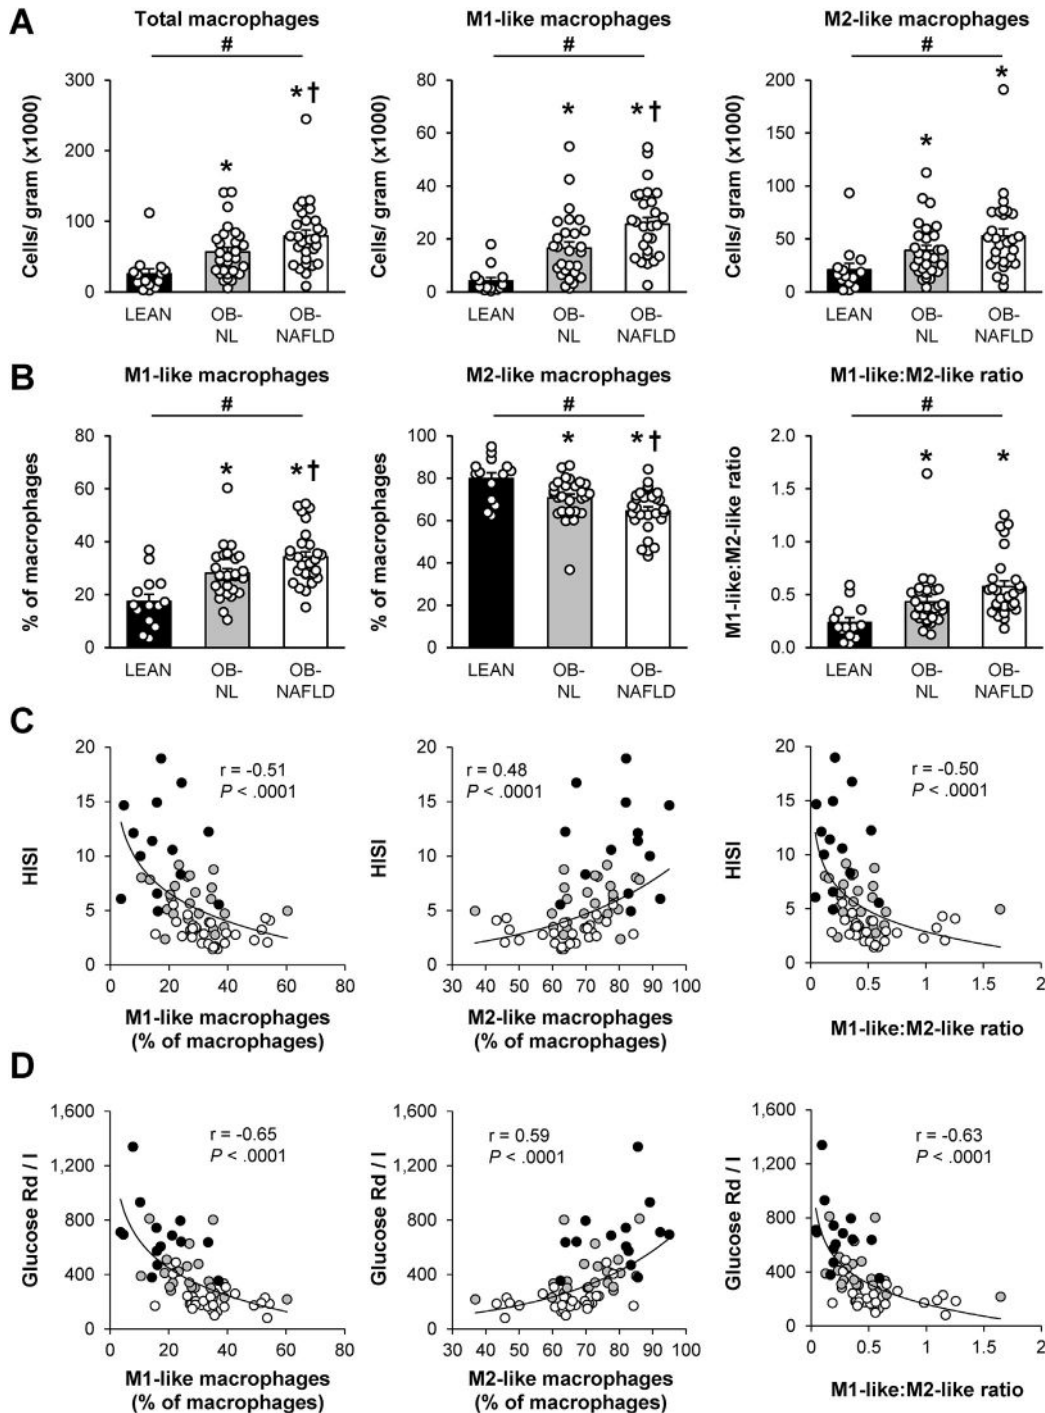 A
Total macrophages
M1-like macrophages
M2-like macrophages
#
#
#
Cells/ gram (x1000)
300
200
100
0
*
* †
LEAN
OB-
NL
OB-
NAFLD
Cells/ gram (x1000)
80
60
40
20
0
*
* †
LEAN
OB-
NL
OB-
NAFLD
Cells/ gram (x1000)
200
150
100
50
0
*
*
LEAN
OB-
NL
OB-
NAFLD
B
M1-like macrophages
M2-like macrophages
M1-like:M2-like ratio
#
#
#
% of macrophages
80
60
40
20
0
*
* †
LEAN
OB-
NL
OB-
NAFLD
% of macrophages
100
80
60
40
20
0
*
* †
LEAN
OB-
NL
OB-
NAFLD
M1-like:M2-like ratio
2.0
1.5
1.0
0.5
0.0
*
*
LEAN
OB-
NL
OB-
NAFLD
C
HISI
20
15
10
5
0
r = -0.51
P < .0001
0 20 40 60 80
M1-like macrophages
(% of macrophages)
HISI
20
15
10
5
0
r = 0.48
P < .0001
30 40 50 60 70 80 90 100
M2-like macrophages
(% of macrophages)
HISI
20
15
10
5
0
r = -0.50
P < .0001
0 0.5 1 1.5 2
M1-like:M2-like ratio
D
Glucose Rd / I
1,600
1,200
800
400
0
r = -0.65
P < .0001
0 20 40 60 80
M1-like macrophages
(% of macrophages)
Glucose Rd / I
1,600
1,200
800
400
0
r = 0.59
P < .0001
30 40 50 60 70 80 90 100
M2-like macrophages
(% of macrophages)
Glucose Rd / I
1,600
1,200
800
400
0
r = -0.63
P < .0001
0 0.5 1 1.5 2
M1-like:M2-like ratio